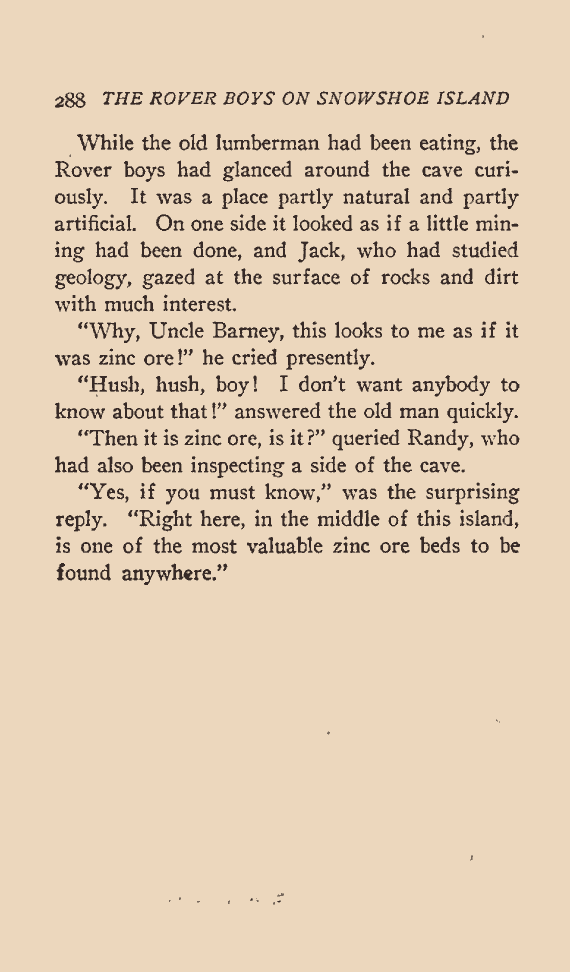 288 THE ROVER BOYS ON SNOWSHOE ISLAND
While the old lumberman had been eating, the
Rover boys had glanced around the cave curi-
ously. It was a place partly natural and partly
artificial. On one side it looked as if a little min-
ing had been done, and Jack, who had studied
geology, gazed at the surface of rocks and dirt
with much interest.
“Why, Uncle Barney, this looks to me as if it
was zinc ore!” he cried presently.
“Hush, hush, boy! I don’t want anybody to
know about that!” answered the old man quickly.
“Then it is zinc ore, is it?” queried Randy, who
had also been inspecting a side of the cave.
“Yes, if you must know,” was the surprising
reply. “Right here, in the middle of this island,
is one of the most valuable zinc ore beds to be
found anywhere.”